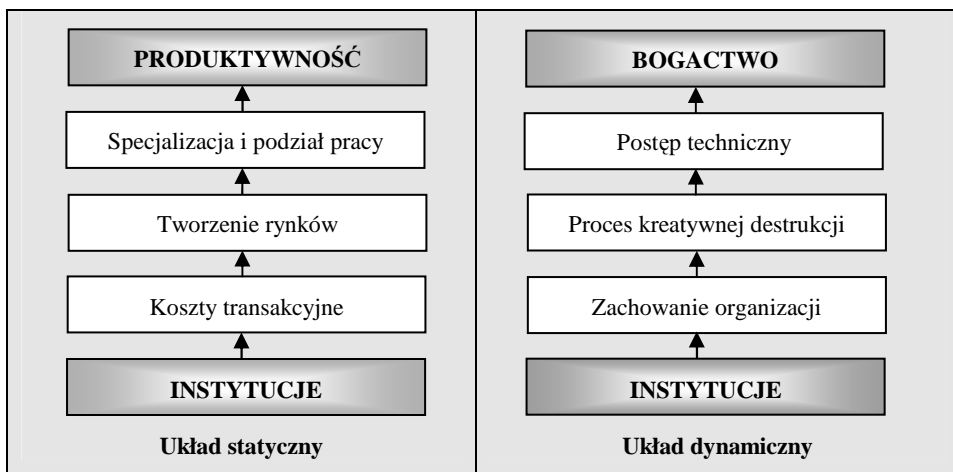 PRODUKTYWNOŚĆ
Specjalizacja i podział pracy
Tworzenie rynków
Koszty transakcyjne
INSTYTUCJE
Układ statyczny
BOGACTWO
Postęp techniczny
Proces kreatywnej destrukcji
Zachowanie organizacji
INSTYTUCJE
Układ dynamiczny